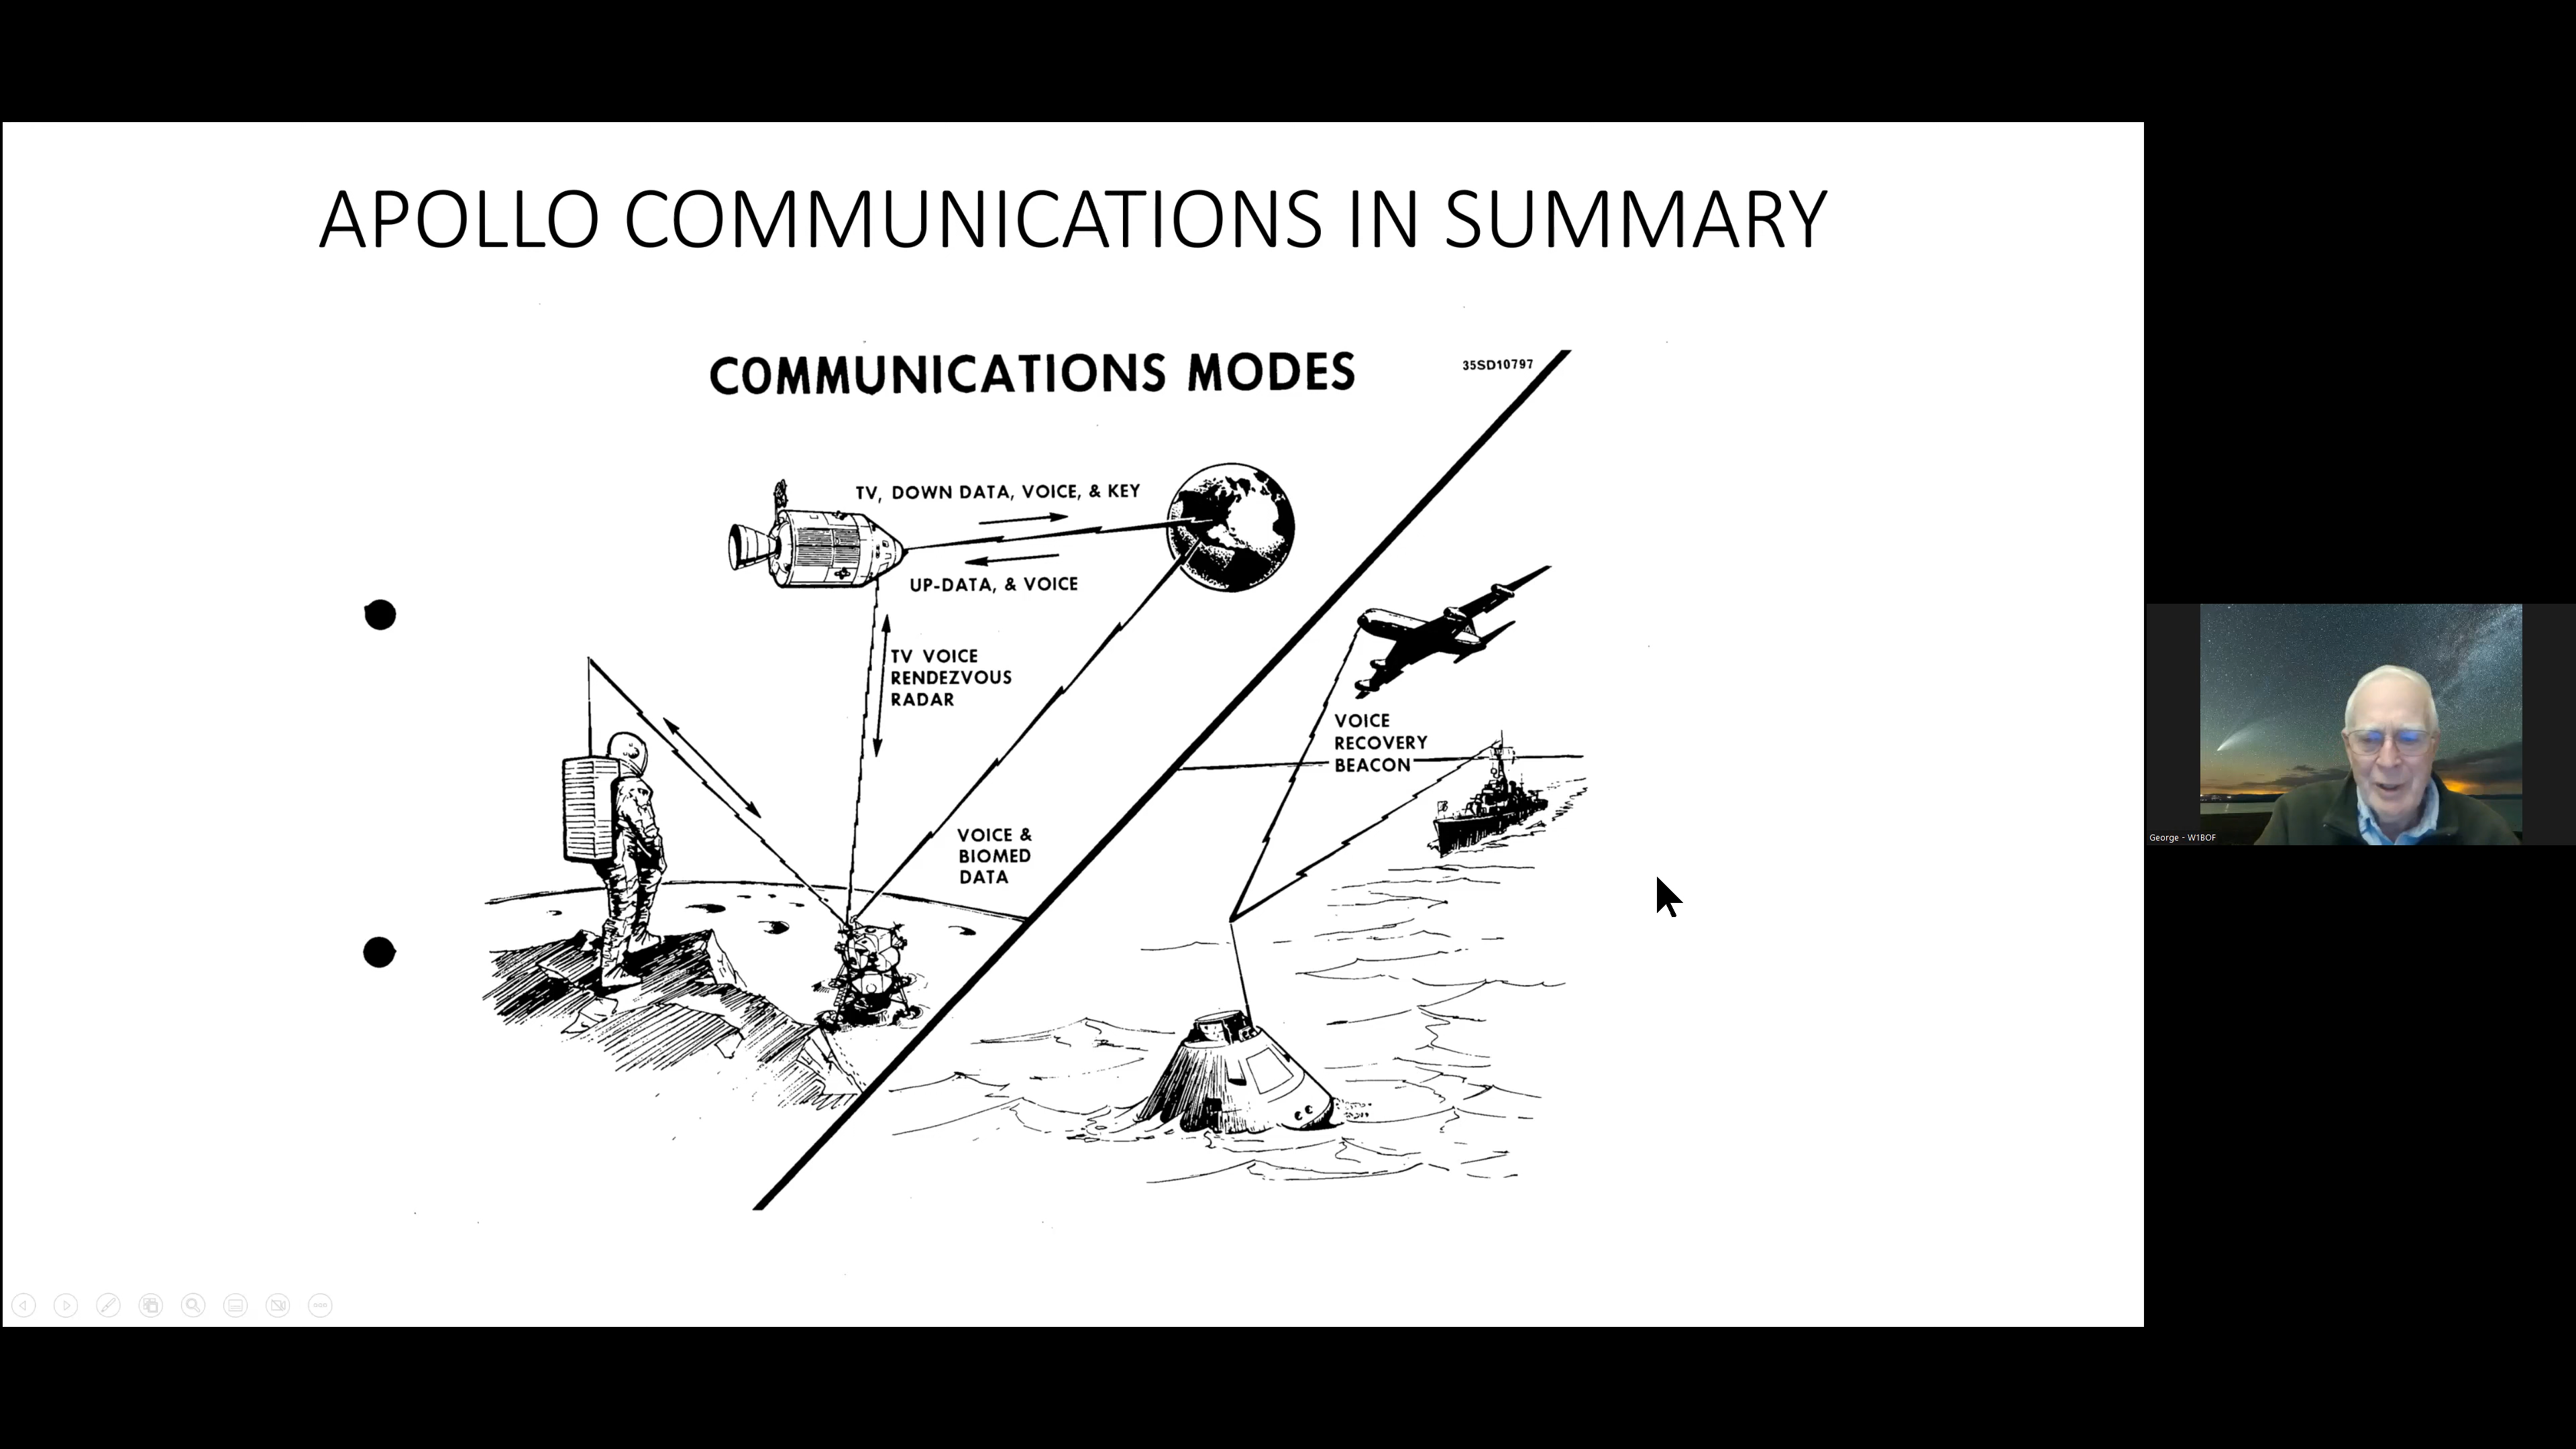 APOLLO COMMUNICATIONS IN SUMMARY
COMMUNICATIONS MODES
35SD10797
TV, DOWN DATA, VOICE, & KEY
UP-DATA, & VOICE
TV VOICE
RENDEZVOUS
RADAR
VOICE
RECOVERY
BEACON
VOICE &
BIOMED
DATA
George - W1BOF